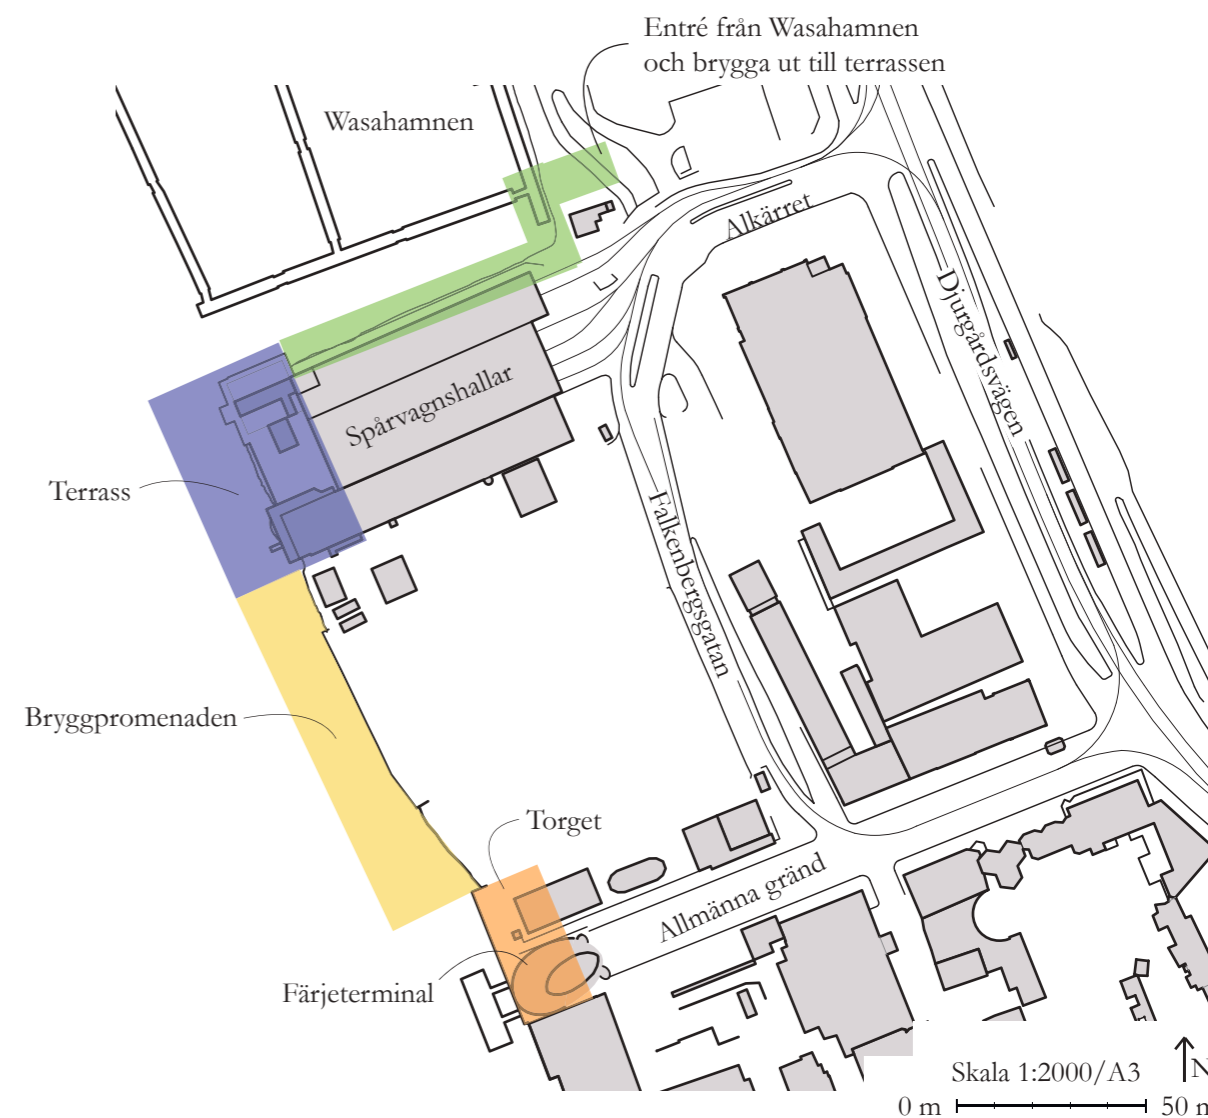 Entré från Wasahamnen
och brygga ut till terrassen
Wasahamnen
Alkärret
Djurgårdsvägen
Spårvagnshallar
Terrass
Falkenbergsgatan
Bryggpromenaden
Torget
Allmänna gränd
Färjeterminal
Skala 1:2000/A3
N
0 m
50 m